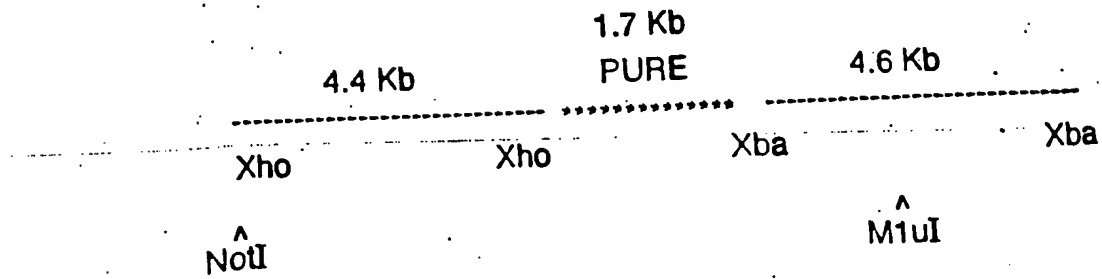 1.7 Kb
4.4 Kb PURE 4.6 Kb
Xho Xho Xba Xba
^ ^
NotI M1uI